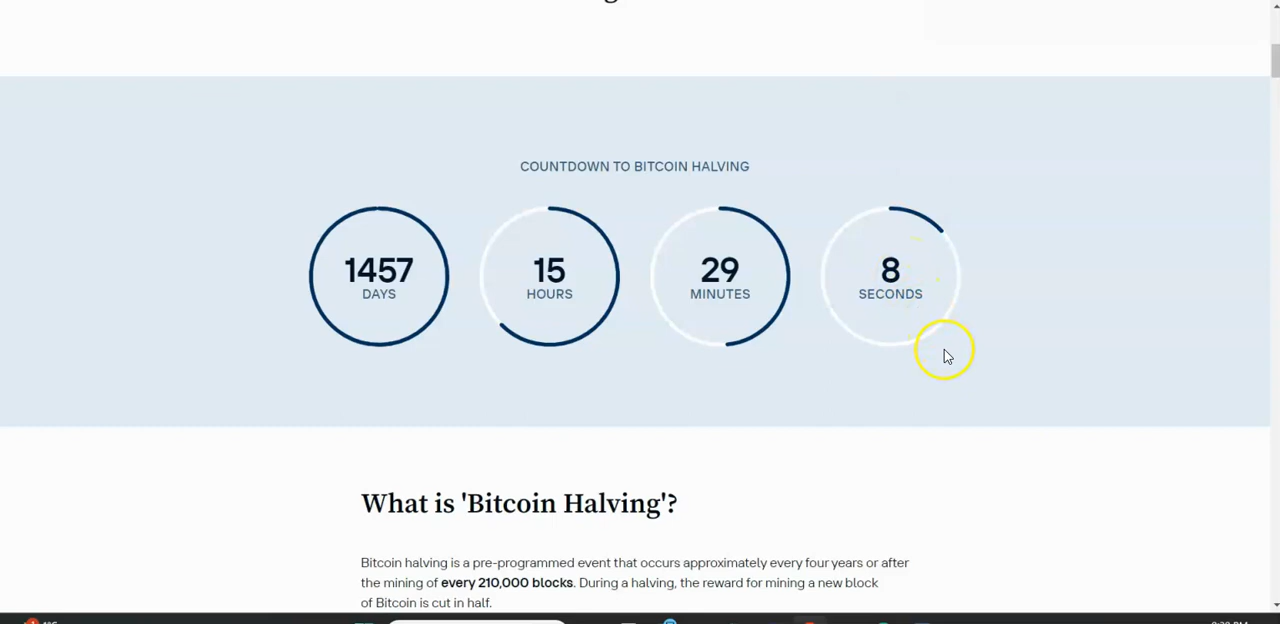 COUNTDOWN TO BITCOIN HALVING
1457 15 29 8
DAYS HOURS MINUTES SECONDS
What is 'Bitcoin Halving'?
Bitcoin halving is a pre-programmed event that occurs approximately every four years or after
the mining of every 210,000 blocks. During a halving, the reward for mining a new block
of Bitcoin is cut in half.